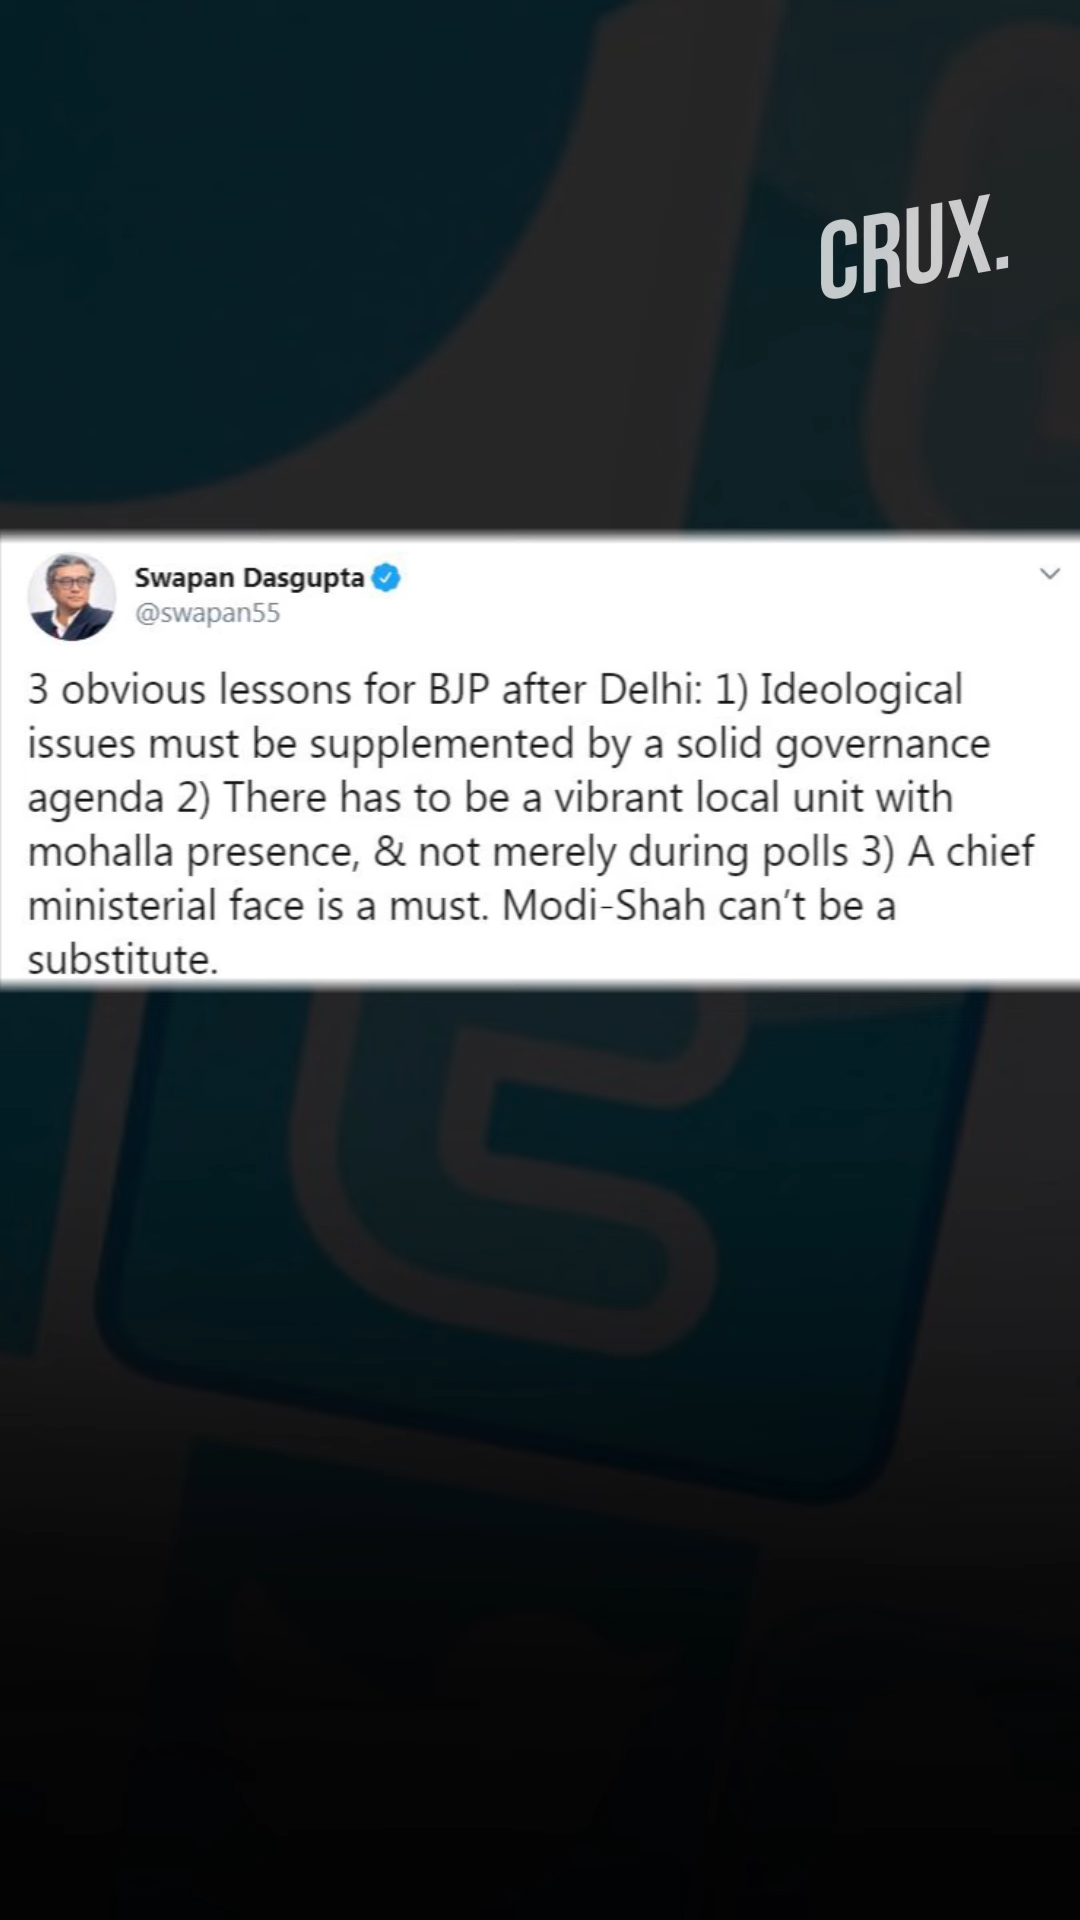 CRUX.
Swapan Dasgupta
@swapan55
3 obvious lessons for BJP after Delhi: 1) Ideological
issues must be supplemented by a solid governance
agenda 2) There has to be a vibrant local unit with
mohalla presence, & not merely during polls 3) A chief
ministerial face is a must. Modi-Shah can’t be a
substitute.